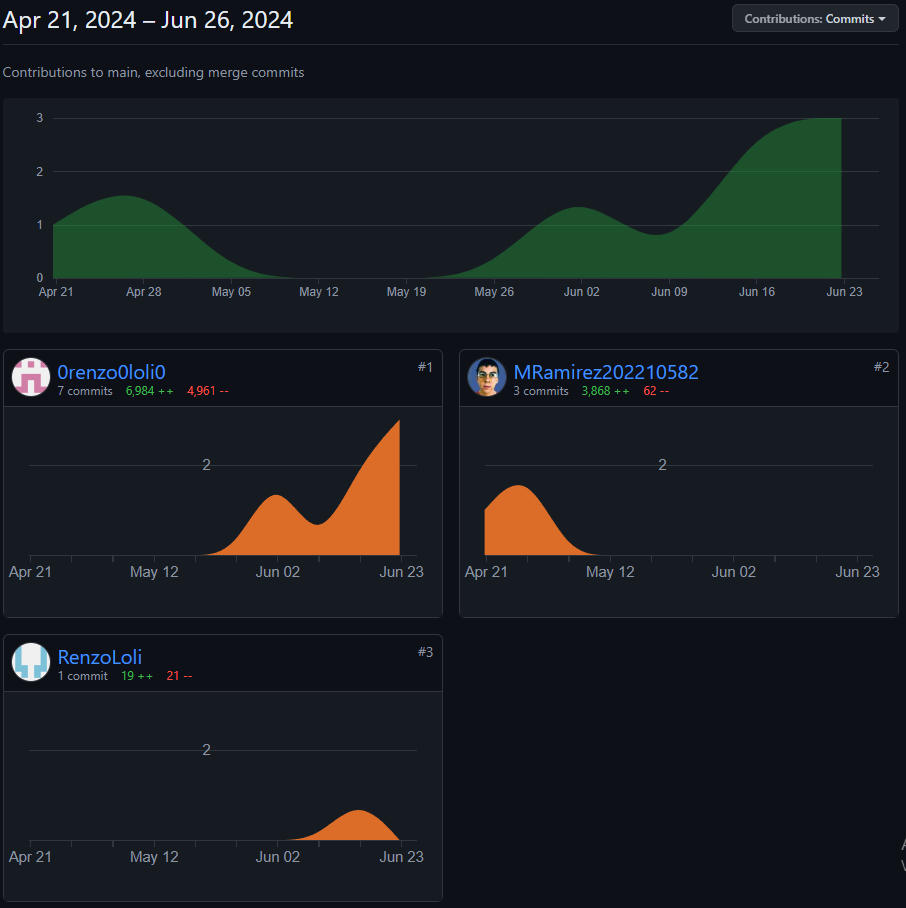 Apr 21, 2024 – Jun 26, 2024
Contributions: Commits
Contributions to main, excluding merge commits
3
2
1
0
Apr 21 Apr 28 May 05 May 12 May 19 May 26 Jun 02 Jun 09 Jun 16 Jun 23
0renzo0loli0 #1
7 commits 6,984 ++ 4,961 --
2
Apr 21 May 12 Jun 02 Jun 23
MRamirez202210582 #2
3 commits 3,868 ++ 62 --
2
Apr 21 May 12 Jun 02 Jun 23
RenzoLoli #3
1 commit 19 ++ 21 --
2
Apr 21 May 12 Jun 02 Jun 23